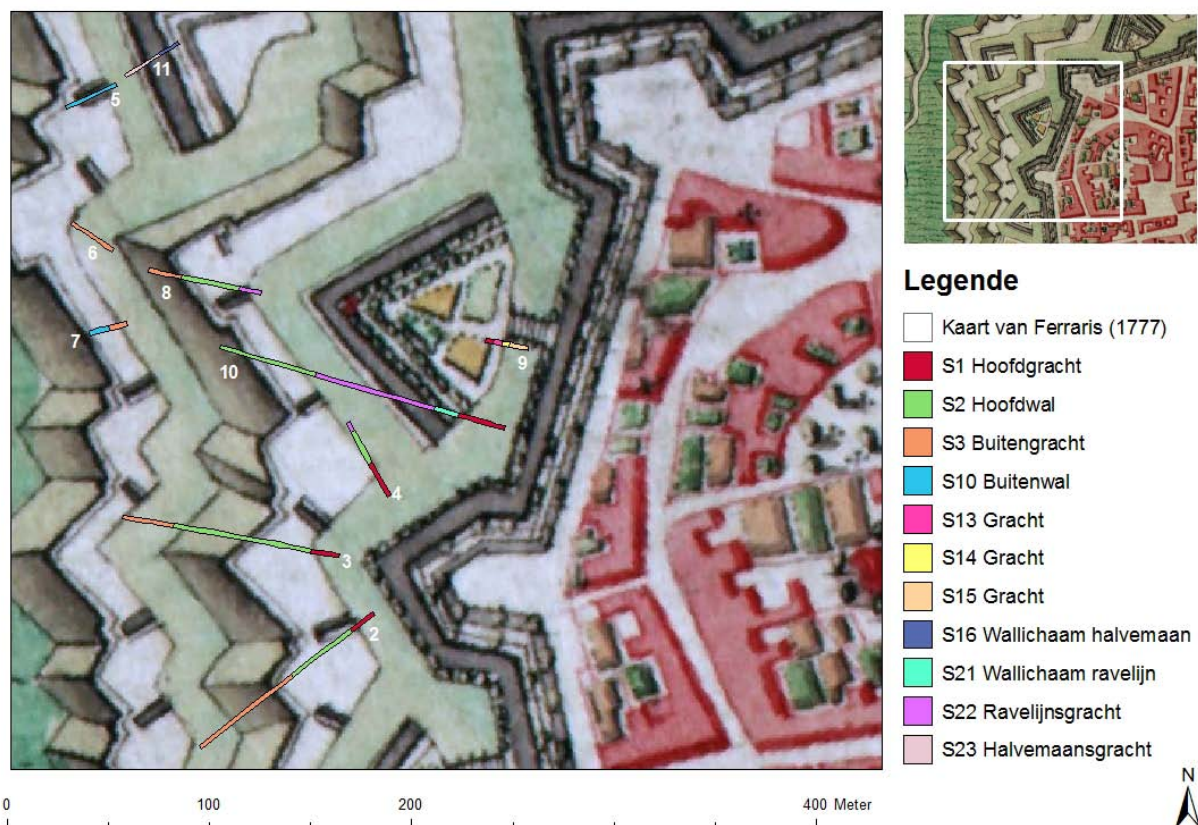 11
5
6
8
7
10
9
4
3
2
Legende
Kaart van Ferraris (1777)
S1 Hoofdgracht
S2 Hoofdwal
S3 Buitengracht
S10 Buitenwal
S13 Gracht
S14 Gracht
S15 Gracht
S16 Wallichaam halvemaan
S21 Wallichaam ravelijn
S22 Ravelijnsgracht
S23 Halvemaansgracht
N
0 100 200 400 Meter